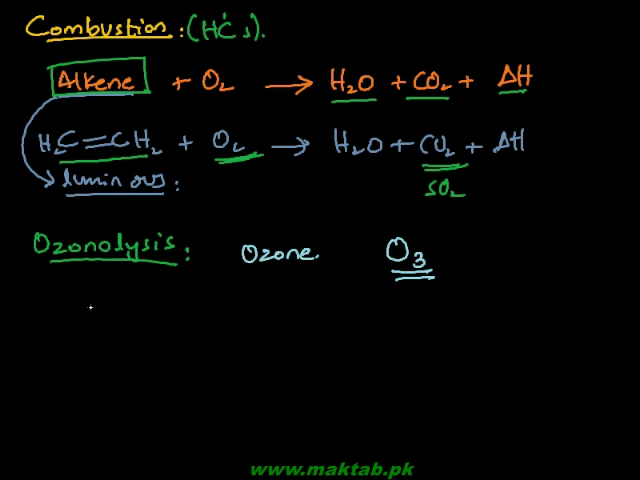 Combustion: (HC's).
Alkene + O₂ → H₂O + CO₂ + ΔH
H₂C=CH₂ + O₂ → H₂O + CO₂ + ΔH
luminous: SO₂
Ozonolysis: Ozone. O₃
www.maktab.pk